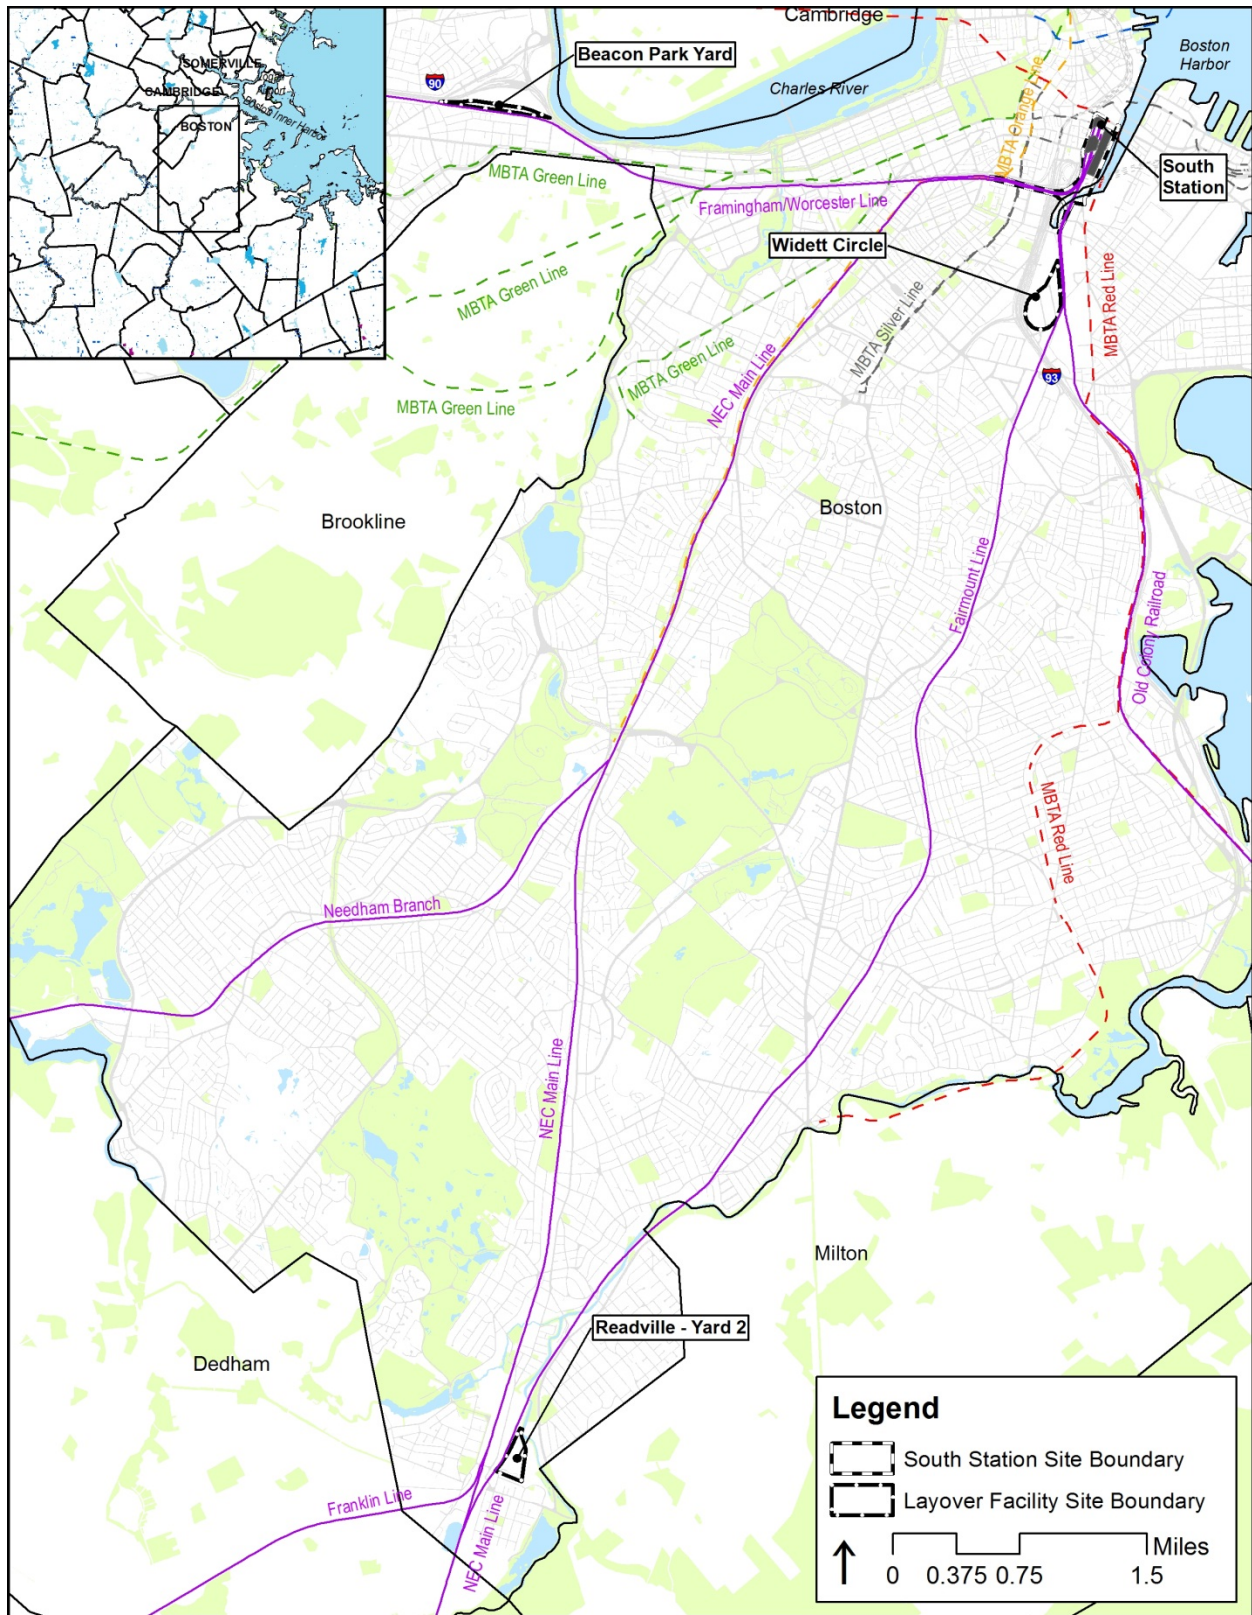 Cambridge
Boston
Harbor
Beacon Park Yard
90
Charles River
SOMERVILLE
CAMBRIDGE
BOSTON
Boston Inner Harbor
MBTA Orange Line
South
Station
MBTA Green Line
Framingham/Worcester Line
Widett Circle
MBTA Green Line
MBTA Silver Line
MBTA Red Line
MBTA Green Line
NEC Main Line
93
MBTA Green Line
Brookline
Boston
Fairmount Line
Old Colony Railroad
MBTA Red Line
Needham Branch
NEC Main Line
Milton
Readville - Yard 2
Dedham
Franklin Line
NEC Main Line
Legend
South Station Site Boundary
Layover Facility Site Boundary
Miles
0 0.375 0.75 1.5